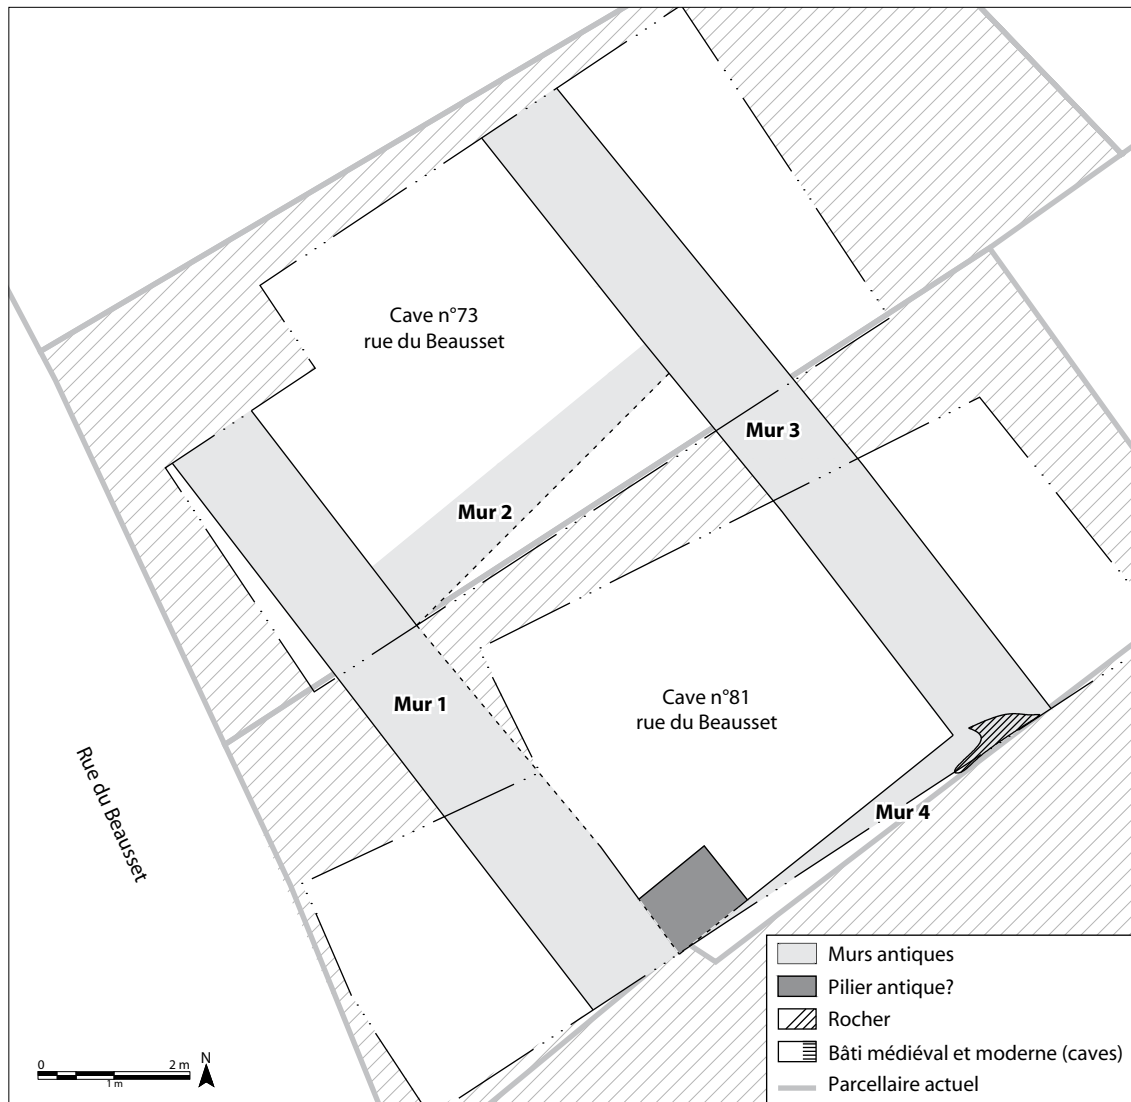 Cave n°73
rue du Beausset
Mur 3
Mur 2
Mur 1
Cave n°81
rue du Beausset
Rue du Beausset
Mur 4
Murs antiques
Pilier antique?
Rocher
Bâti médiéval et moderne (caves)
Parcellaire actuel
0
2 m
1 m
N